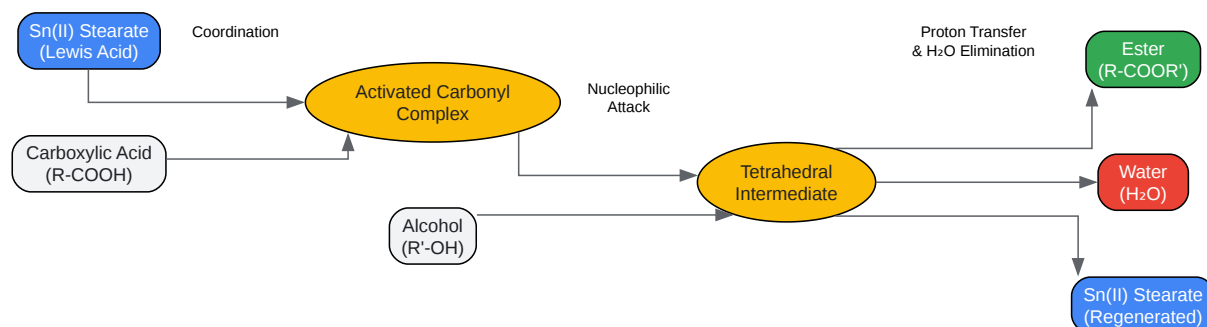 Sn(II) Stearate
(Lewis Acid)
Coordination
Proton Transfer
& H₂O Elimination
Ester
(R-COOR')
Activated Carbonyl
Complex
Nucleophilic
Attack
Carboxylic Acid
(R-COOH)
Tetrahedral
Intermediate
Water
(H₂O)
Alcohol
(R'-OH)
Sn(II) Stearate
(Regenerated)